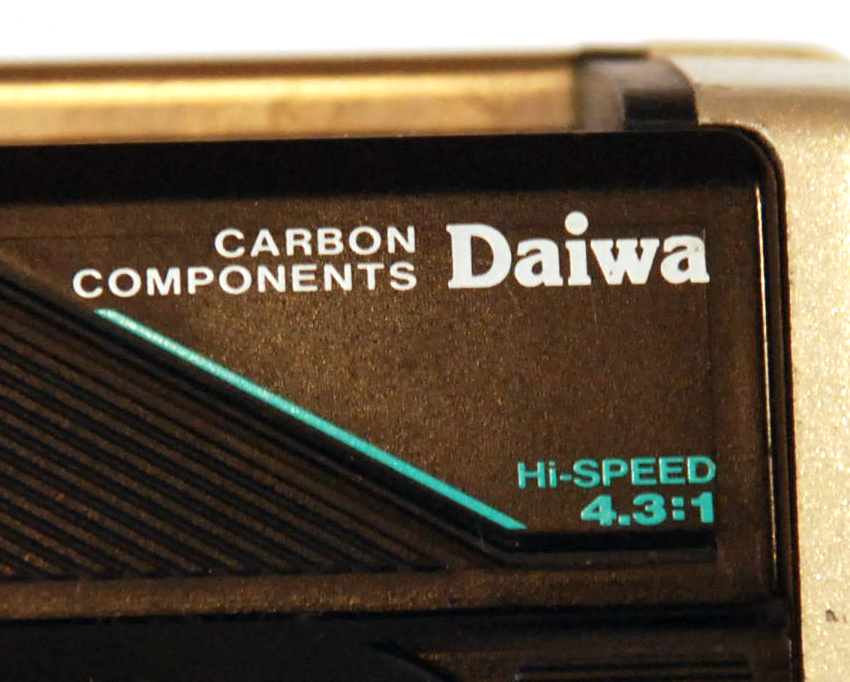 CARBON
COMPONENTS Daiwa
Hi-SPEED
4.3:1